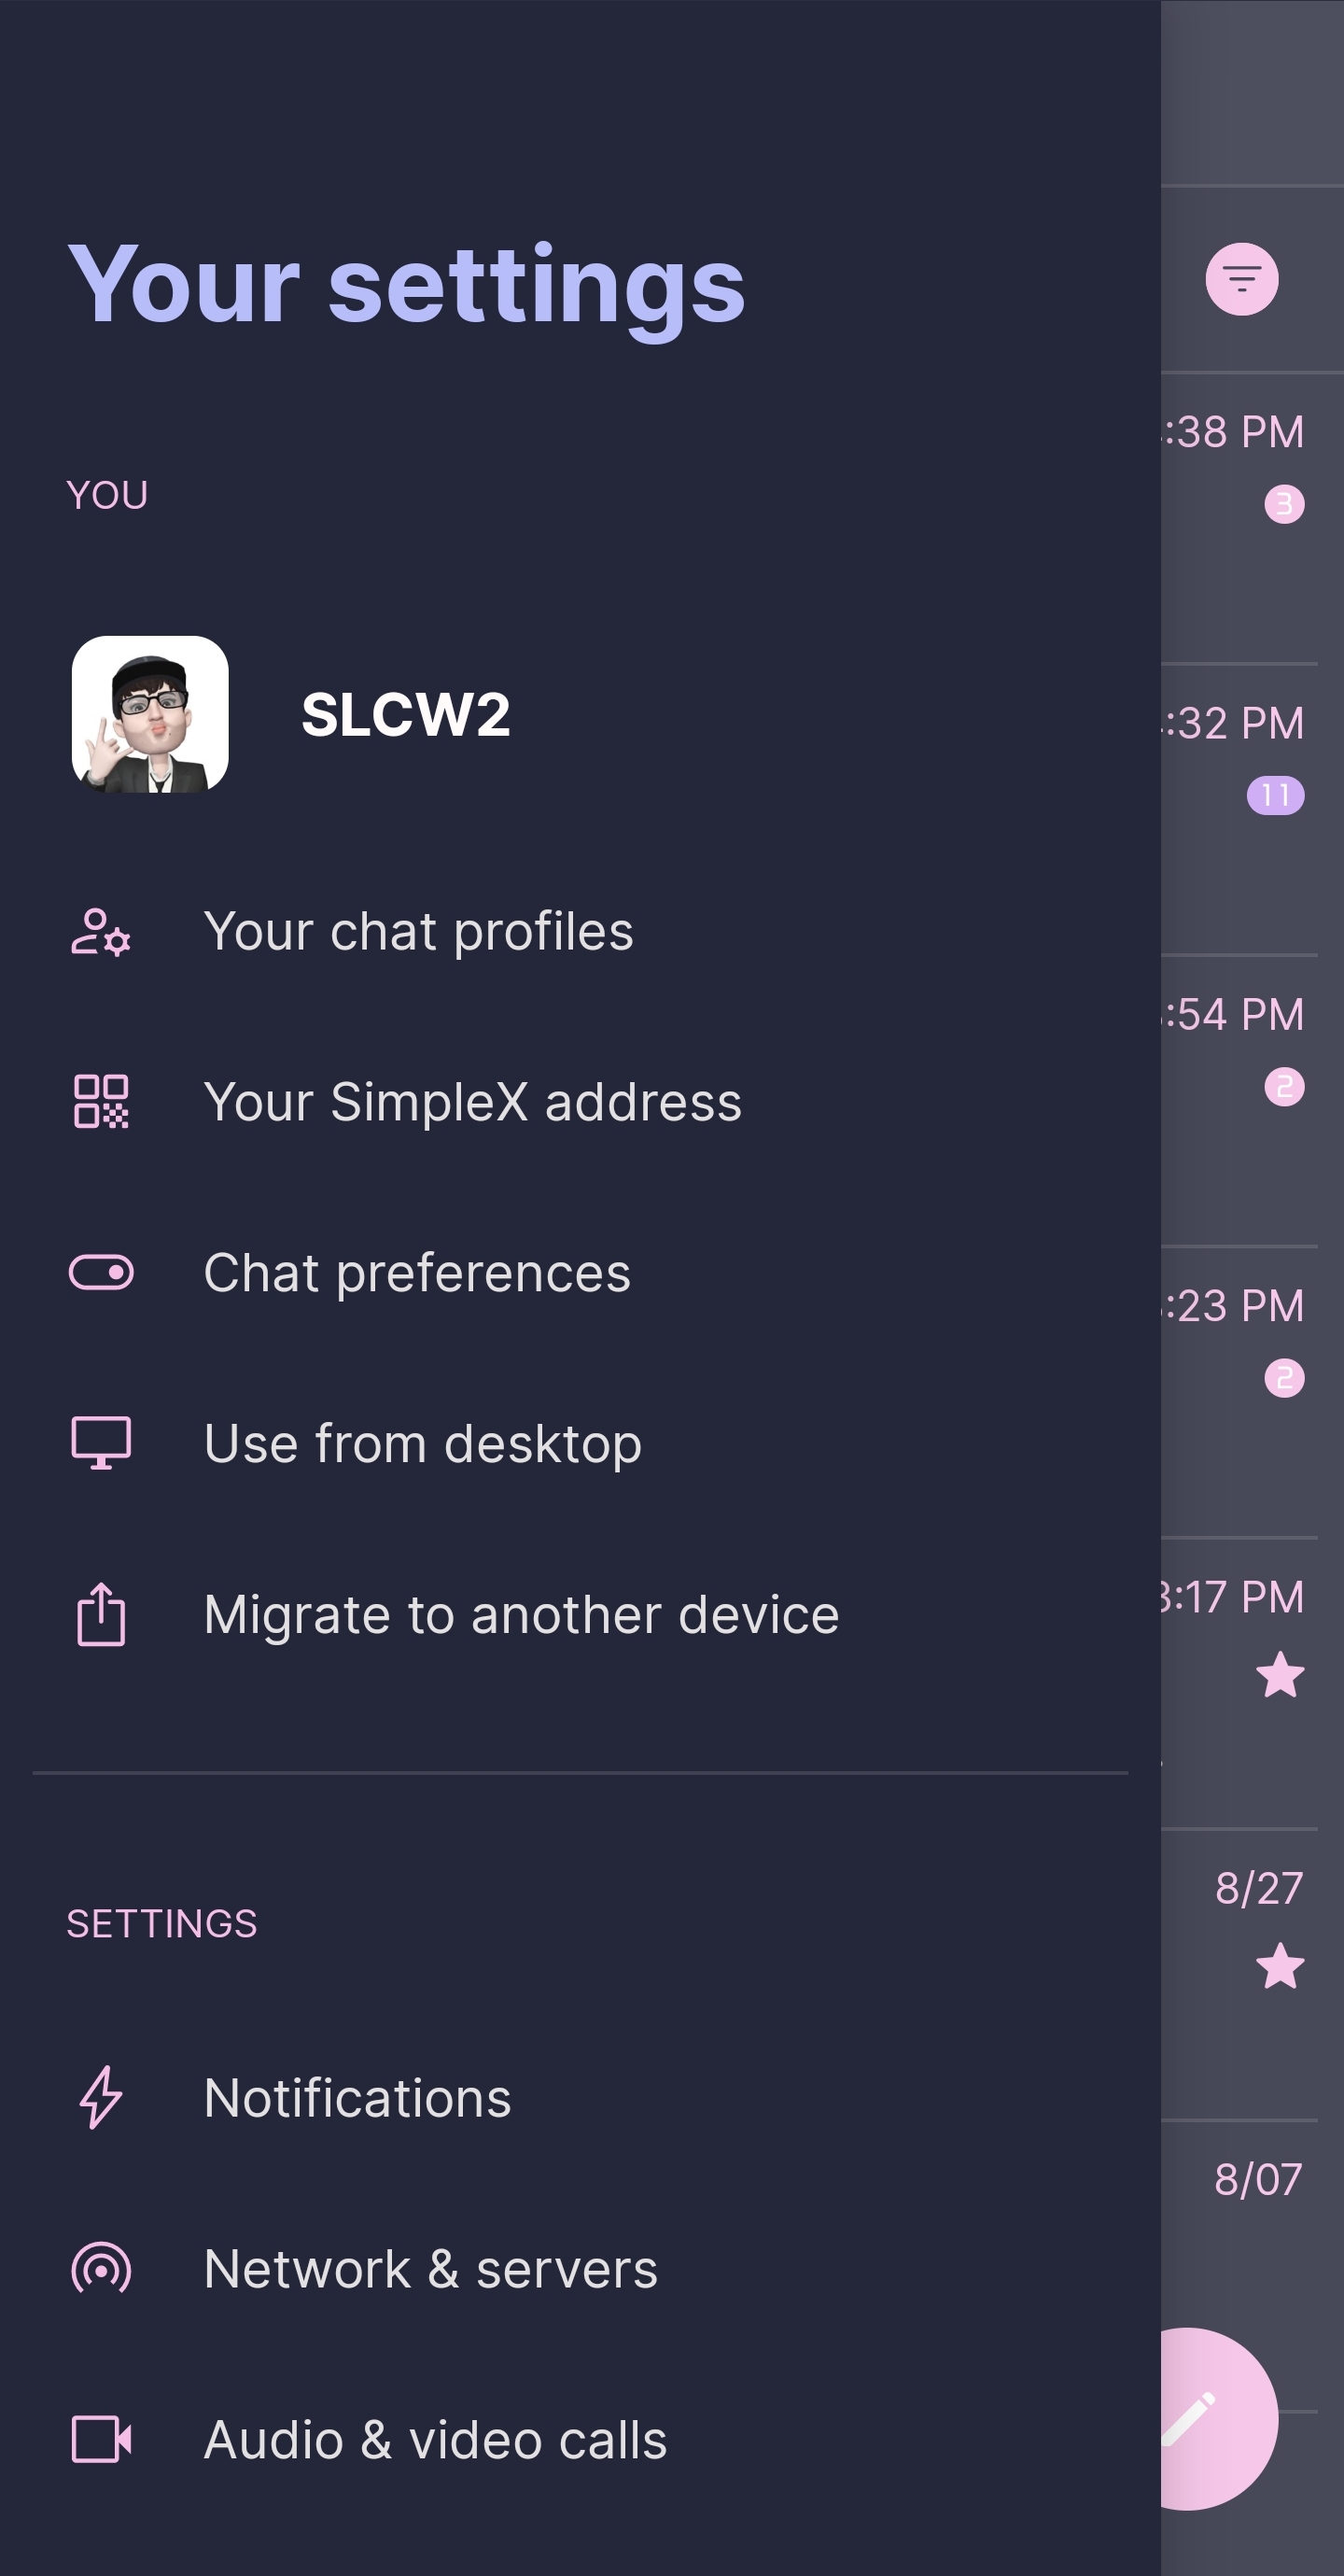 Your settings
YOU
:38 PM
3
SLCW2
:32 PM
11
Your chat profiles
:54 PM
Your SimpleX address
2
Chat preferences
:23 PM
2
Use from desktop
Migrate to another device
:17 PM
SETTINGS
8/27
Notifications
8/07
Network & servers
Audio & video calls